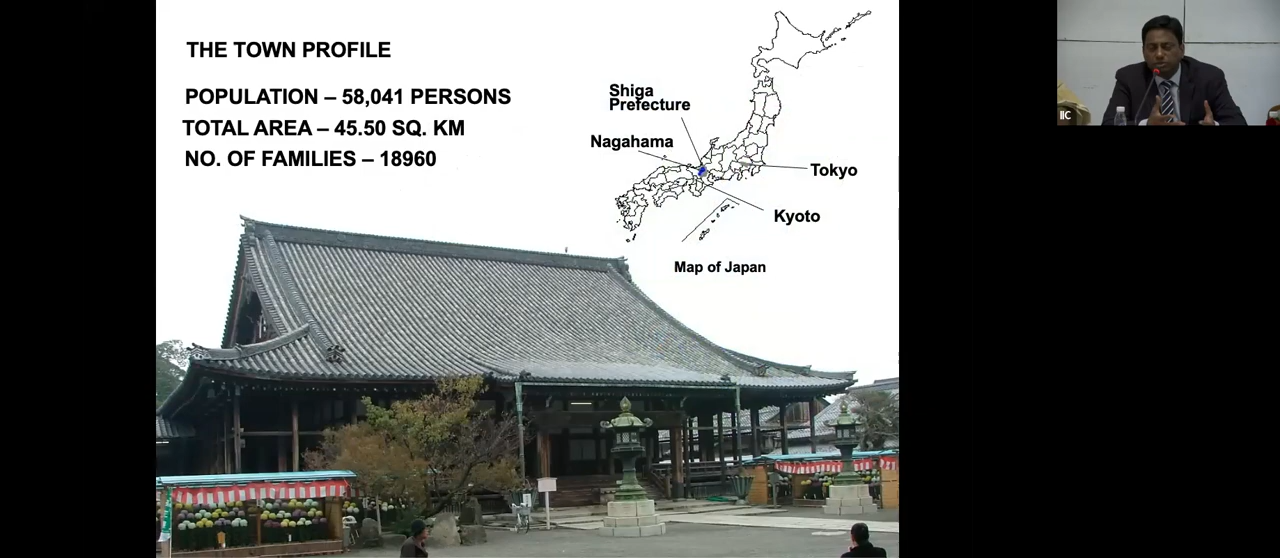 THE TOWN PROFILE
POPULATION – 58,041 PERSONS
TOTAL AREA – 45.50 SQ. KM
NO. OF FAMILIES – 18960
Shiga
Prefecture
Nagahama
Tokyo
Kyoto
Map of Japan
IIC